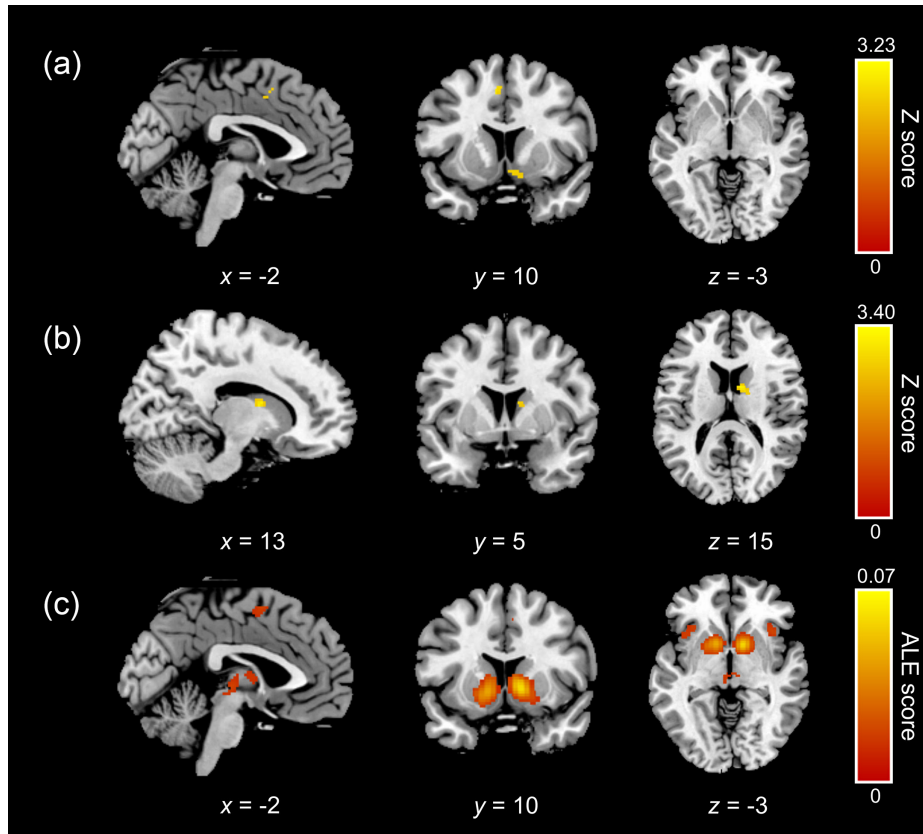 (a)
3.23
Z score
0
x = -2
y = 10
z = -3
(b)
3.40
Z score
0
x = 13
y = 5
z = 15
(c)
0.07
ALE score
0
x = -2
y = 10
z = -3